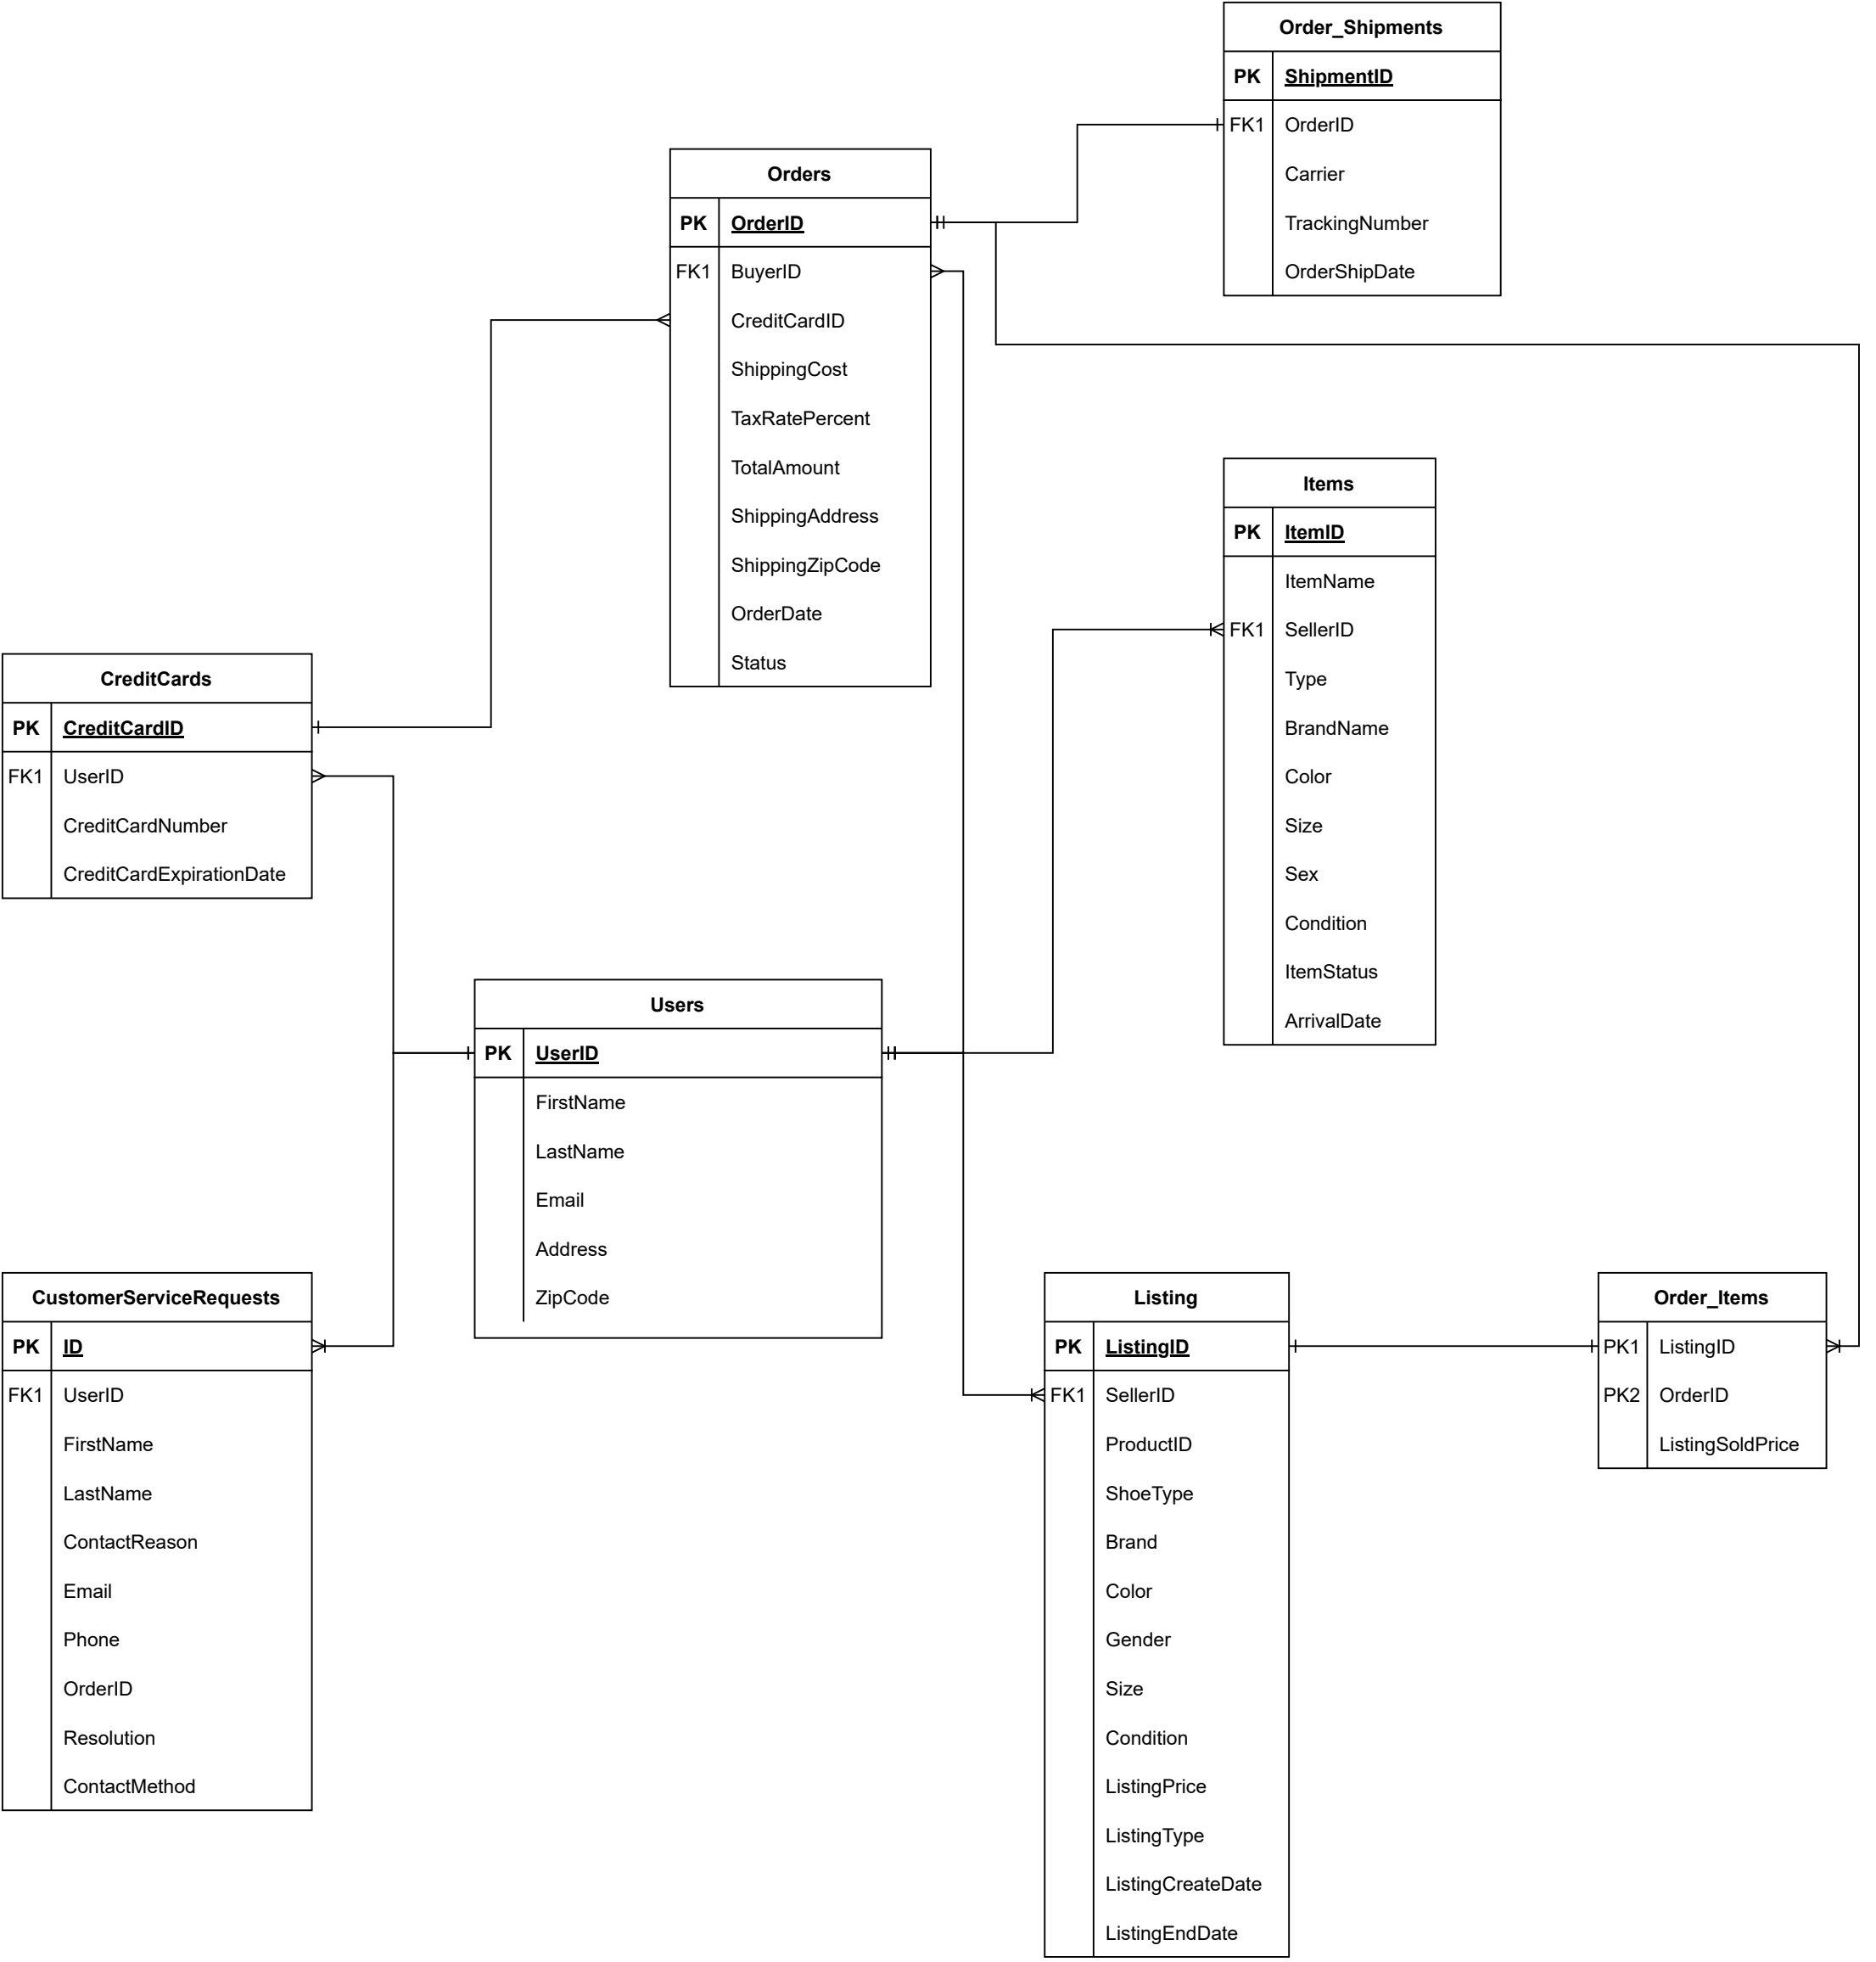 Order_Shipments
PK ShipmentID
FK1 OrderID
Carrier
TrackingNumber
OrderShipDate
Orders
PK OrderID
FK1 BuyerID
CreditCardID
ShippingCost
TaxRatePercent
TotalAmount
ShippingAddress
ShippingZipCode
OrderDate
Status
Items
PK ItemID
ItemName
FK1 SellerID
Type
BrandName
Color
Size
Sex
Condition
ItemStatus
ArrivalDate
CreditCards
PK CreditCardID
FK1 UserID
CreditCardNumber
CreditCardExpirationDate
Users
PK UserID
FirstName
LastName
Email
Address
ZipCode
CustomerServiceRequests
PK ID
FK1 UserID
FirstName
LastName
ContactReason
Email
Phone
OrderID
Resolution
ContactMethod
Listing
PK ListingID
FK1 SellerID
ProductID
ShoeType
Brand
Color
Gender
Size
Condition
ListingPrice
ListingType
ListingCreateDate
ListingEndDate
Order_Items
PK1 ListingID
PK2 OrderID
ListingSoldPrice